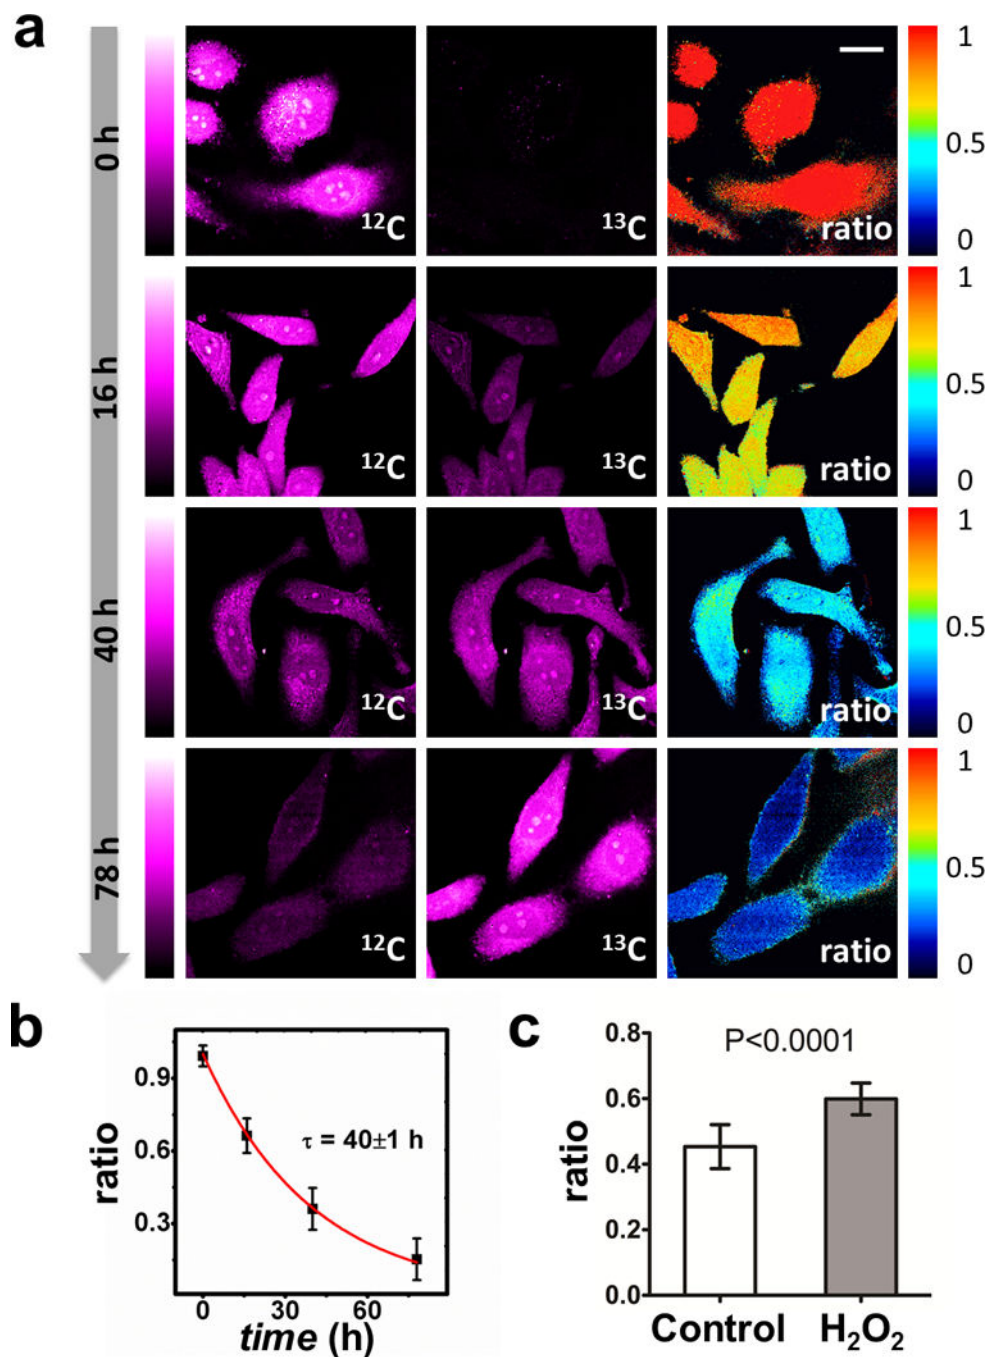 a
0 h
¹²C
¹³C
ratio
1
0.5
0
16 h
¹²C
¹³C
ratio
1
0.5
0
40 h
¹²C
¹³C
ratio
1
0.5
0
78 h
¹²C
¹³C
ratio
1
0.5
0
b
ratio
0.9
0.6
0.3
τ = 40±1 h
0 30 60
time (h)
c
ratio
0.8
0.6
0.4
0.2
0.0
P<0.0001
Control H₂O₂